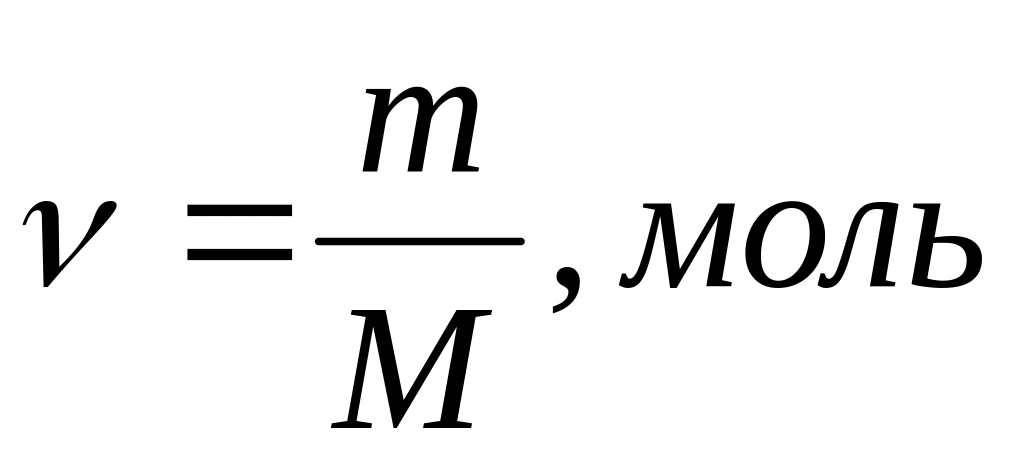 ν = m/M, моль